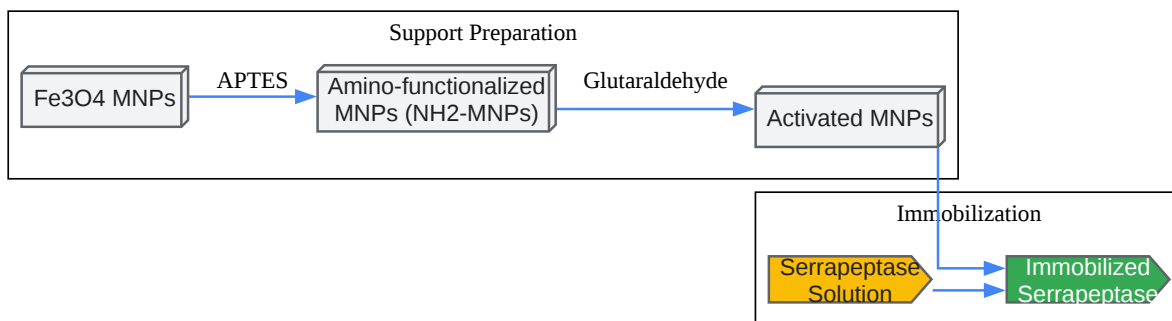 Support Preparation
Fe3O4 MNPs
APTES
Amino-functionalized
MNPs (NH2-MNPs)
Glutaraldehyde
Activated MNPs
Immobilization
Serrapeptase
Solution
Immobilized
Serrapeptase